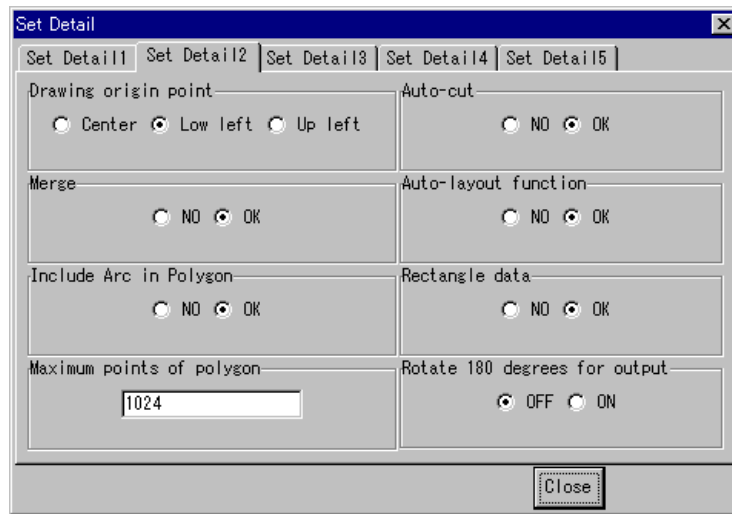 Set Detail
Set Detail1 Set Detail2 Set Detail3 Set Detail4 Set Detail5
Drawing origin point
Center Low left Up left
Auto-cut
NO OK
Merge
NO OK
Auto-layout function
NO OK
Include Arc in Polygon
NO OK
Rectangle data
NO OK
Maximum points of polygon
1024
Rotate 180 degrees for output
OFF ON
Close